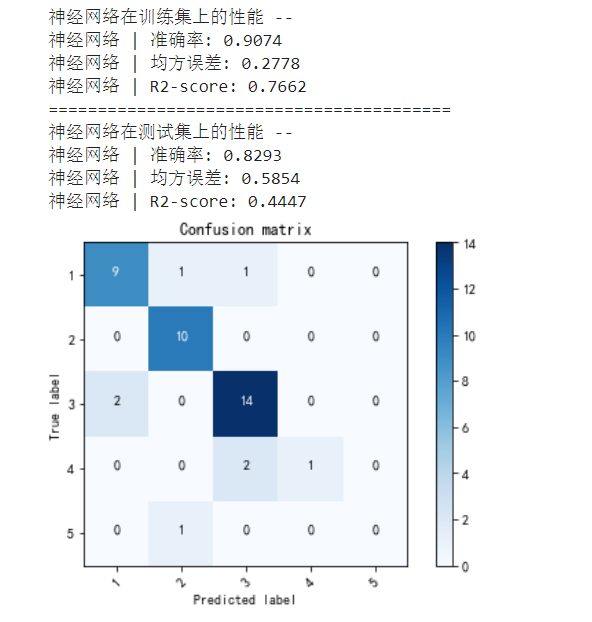 神经网络在训练集上的性能 --
神经网络 | 准确率: 0.9074
神经网络 | 均方误差: 0.2778
神经网络 | R2-score: 0.7662
=========================================
神经网络在测试集上的性能 --
神经网络 | 准确率: 0.8293
神经网络 | 均方误差: 0.5854
神经网络 | R2-score: 0.4447
Confusion matrix
14
12
10
8
6
4
2
0
True label
1 9 1 1 0 0
2 0 10 0 0 0
3 2 0 14 0 0
4 0 0 2 1 0
5 0 1 0 0 0
1 2 3 4 5
Predicted label